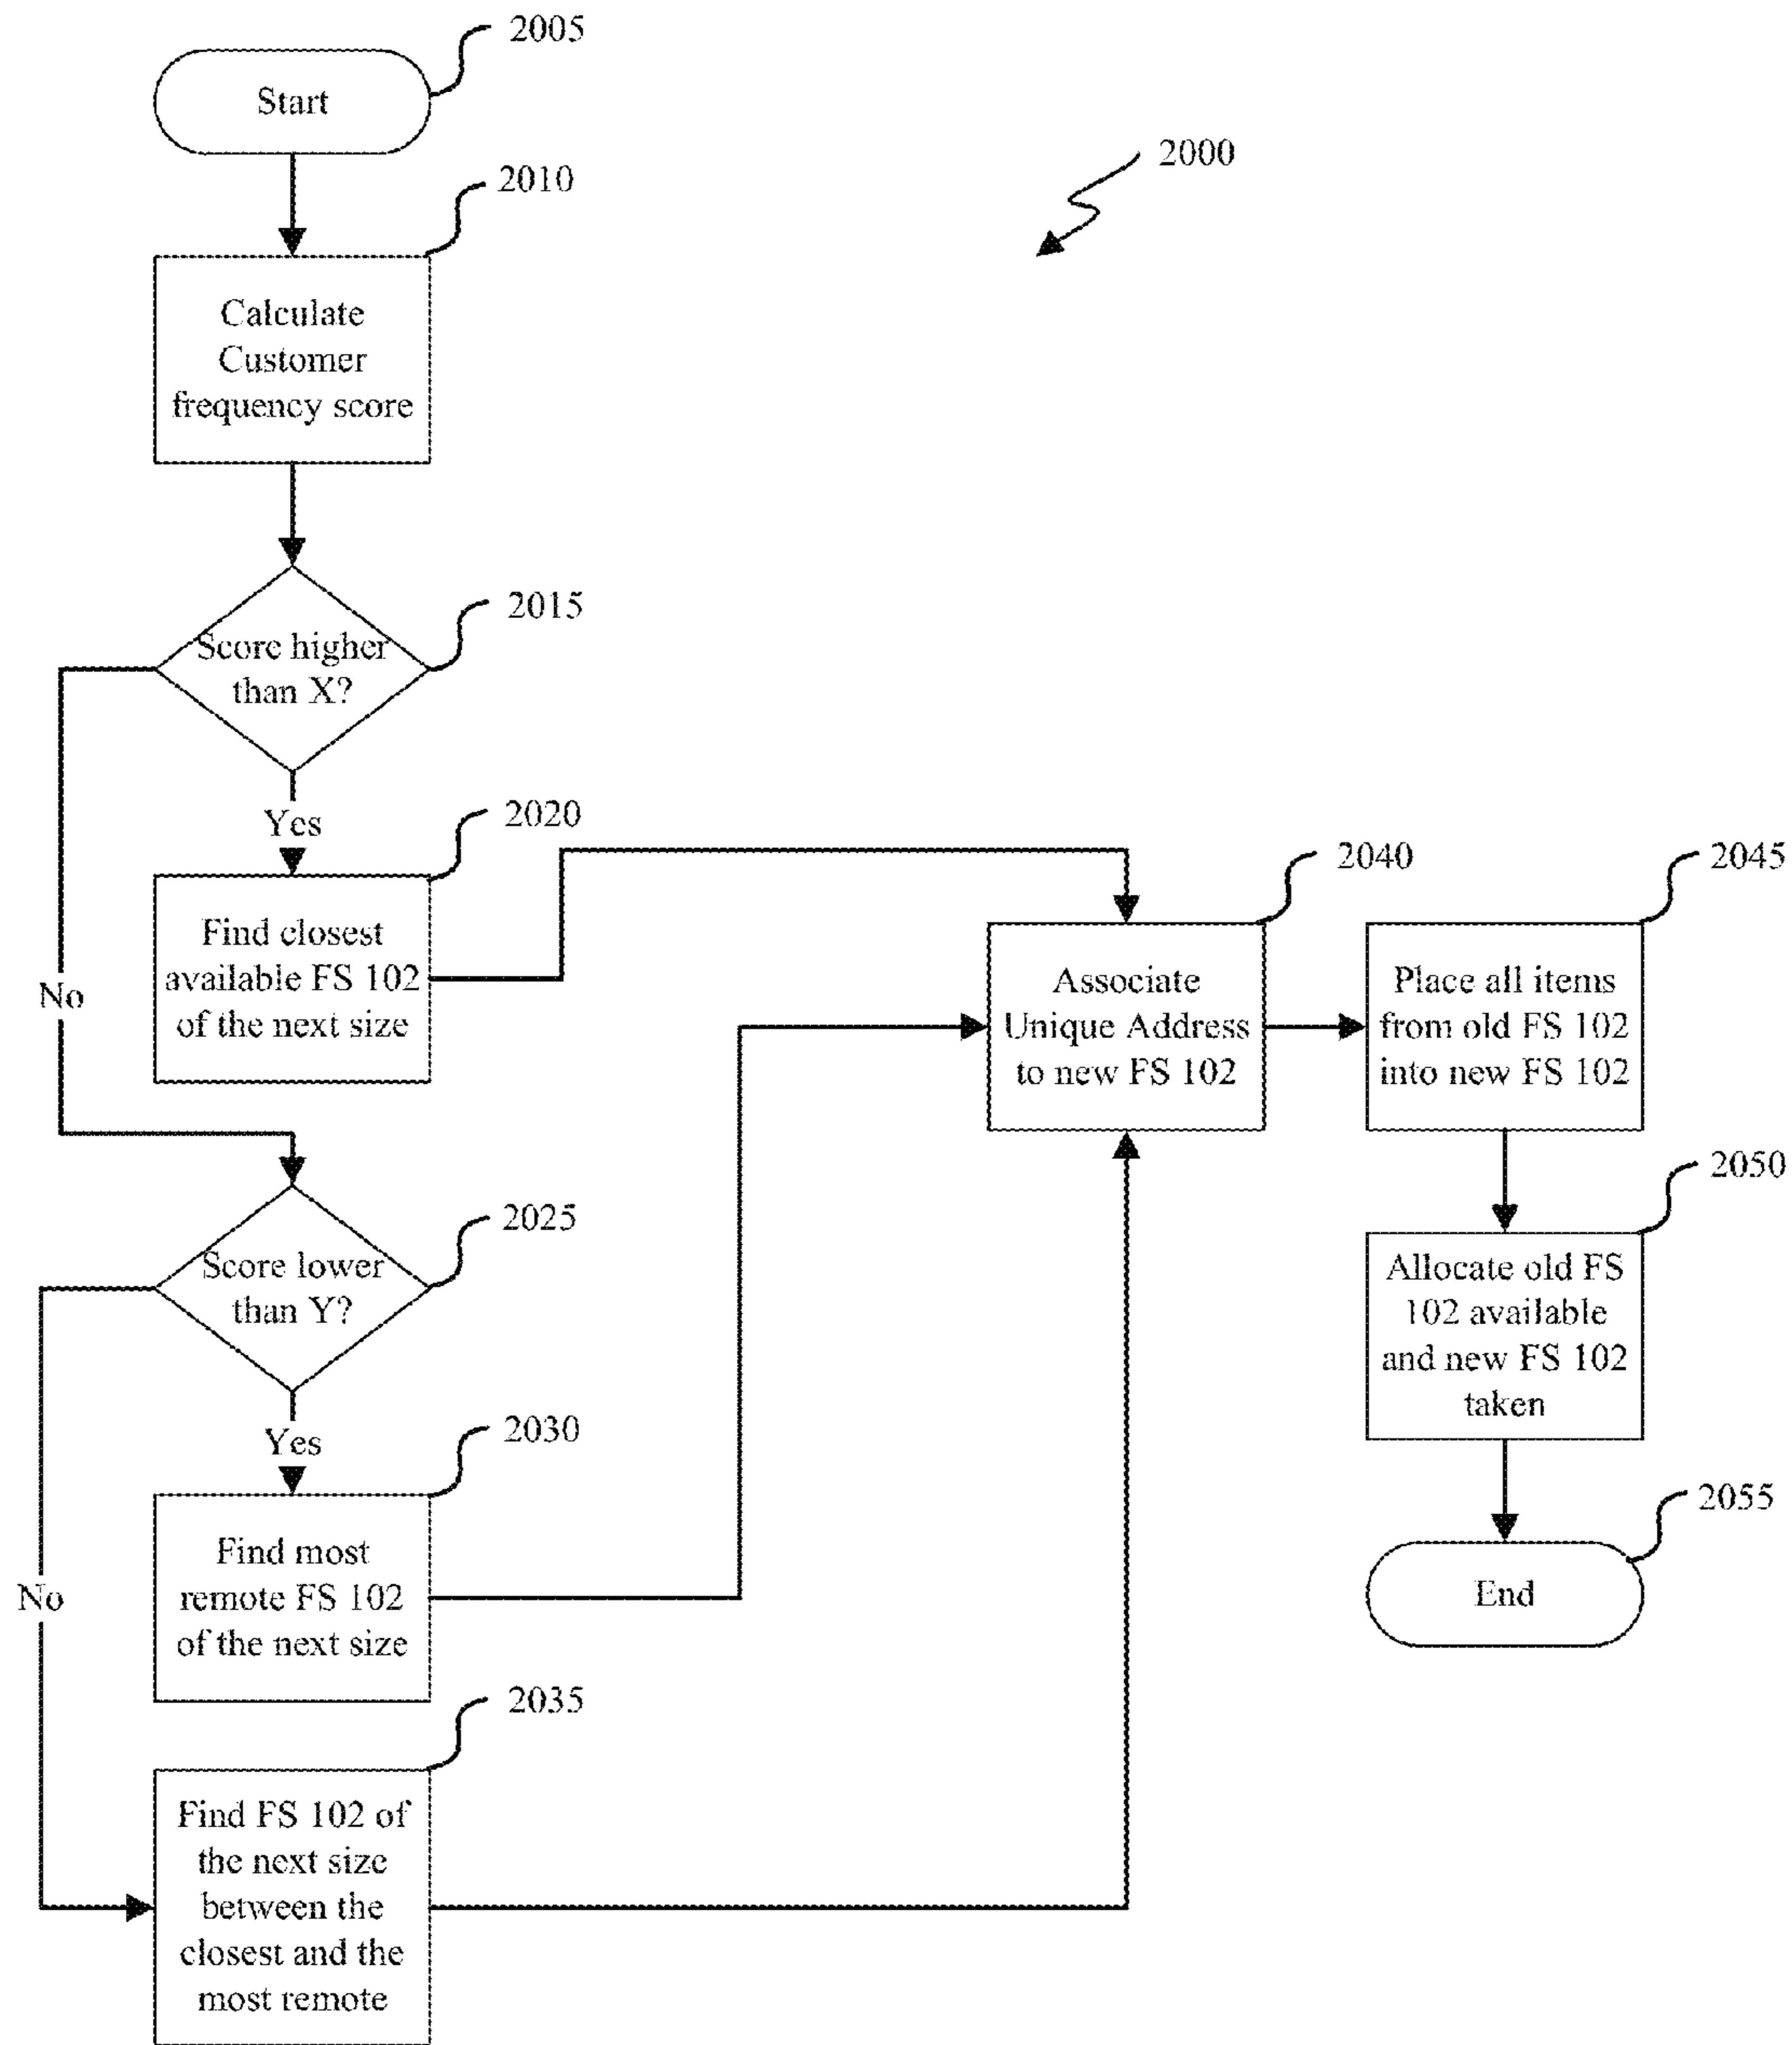 2005
Start
2000
2010
Calculate
Customer
frequency score
2015
Score higher
than X?
Yes
No
2020
Find closest
available FS 102
of the next size
2040
Associate
Unique Address
to new FS 102
2045
Place all items
from old FS 102
into new FS 102
2025
Score lower
than Y?
Yes
No
2030
Find most
remote FS 102
of the next size
2035
Find FS 102 of
the next size
between the
closest and the
most remote
2050
Allocate old FS
102 available
and new FS 102
taken
2055
End